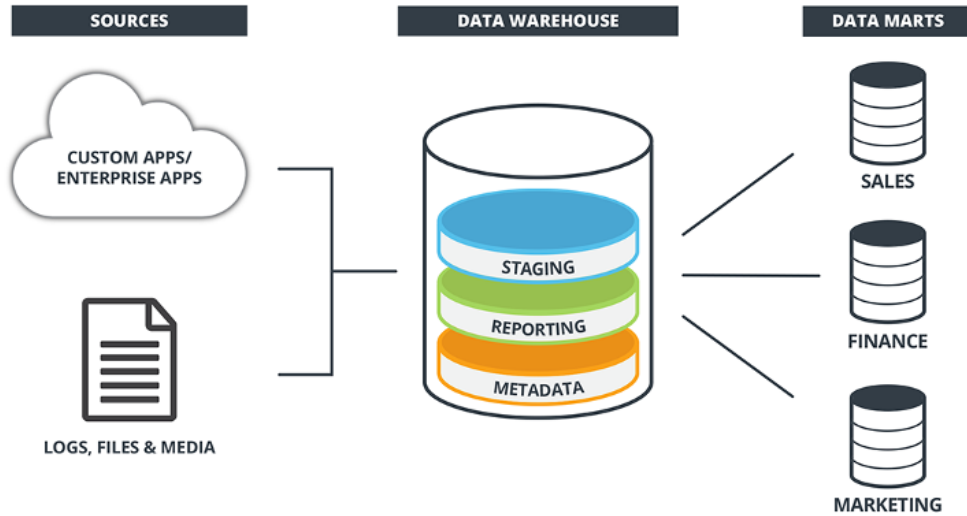 SOURCES
DATA WAREHOUSE
DATA MARTS
CUSTOM APPS/
ENTERPRISE APPS
LOGS, FILES & MEDIA
STAGING
REPORTING
METADATA
SALES
FINANCE
MARKETING